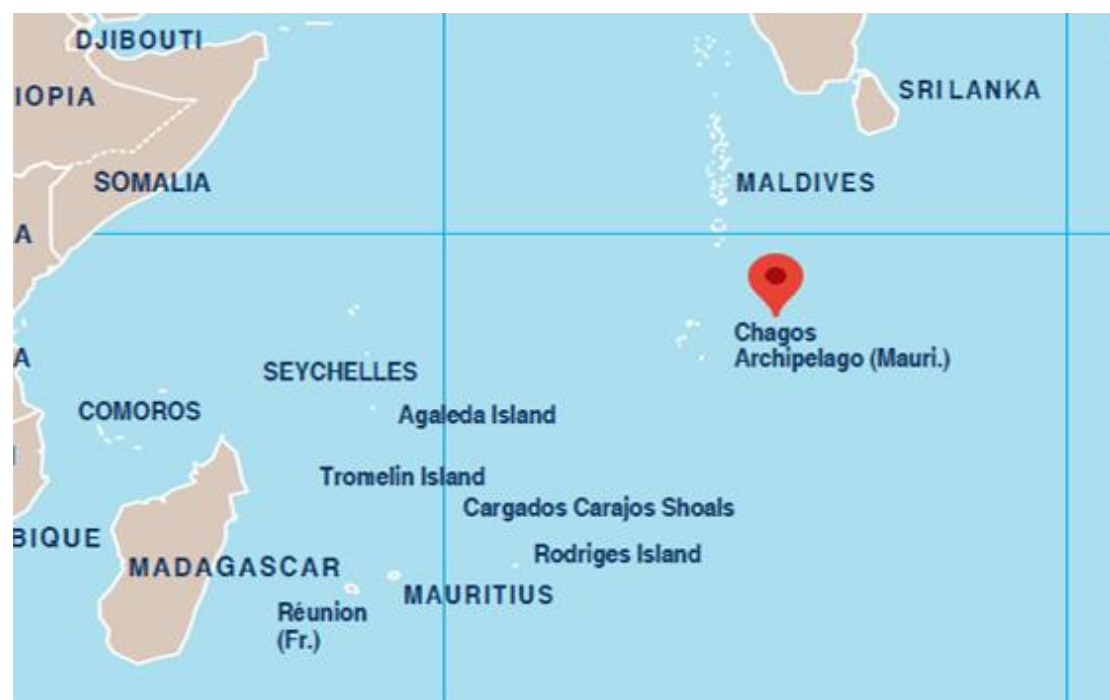 DJIBOUTI
IOPIA
SRI LANKA
SOMALIA
MALDIVES
A
Chagos
Archipelago (Mauri.)
A
SEYCHELLES
COMOROS
Agaleda Island
I
Tromelin Island
Cargados Carajos Shoals
BIQUE
Rodriges Island
MADAGASCAR
MAURITIUS
Réunion
(Fr.)